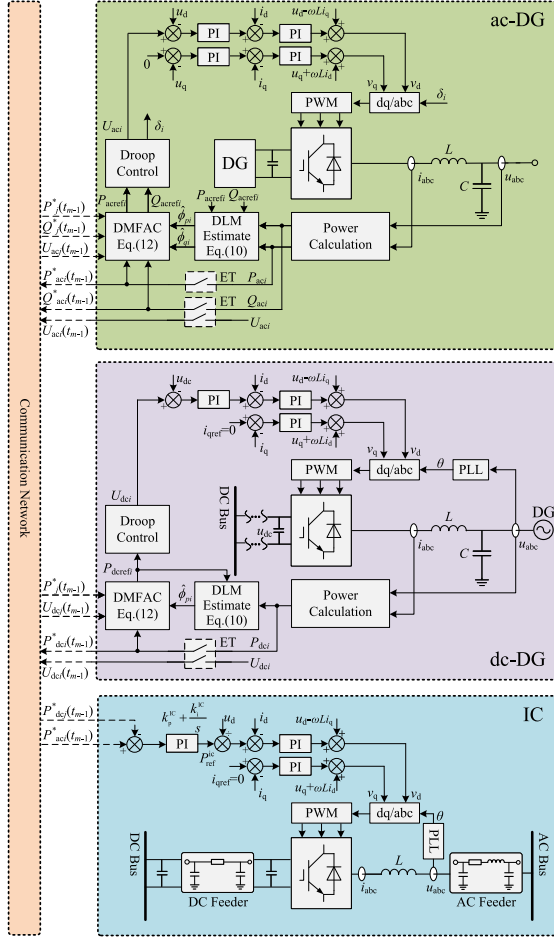 Communication Network
ac-DG
u_d
i_d
u_d-ωLi_q
PI
PI
0
PI
PI
u_q
i_q
u_q+ωLi_d
v_q
v_d
U_aci
δ_i
PWM
dq/abc
δ_i
Droop
Control
DG
L
C
i_abc
u_abc
P_acrefi
Q_acrefi
P_acrefi
Q_acrefi
P*_j(t_m-1)
Q*_j(t_m-1)
U_acj(t_m-1)
DMFAC
Eq.(12)
ϕ̂_pi
ϕ̂_qi
DLM
Estimate
Eq.(10)
Power
Calculation
P*_aci(t_m-1)
ET
P_aci
Q*_aci(t_m-1)
ET
Q_aci
U_aci(t_m-1)
U_aci
u_dc
i_d
u_d-ωLi_q
PI
PI
i_qref=0
PI
i_q
u_q+ωLi_d
v_q
v_d
U_dci
DC Bus
PWM
dq/abc
θ
PLL
u_dc
Droop
Control
L
C
DG
i_abc
u_abc
P_dcrefi
P*_j(t_m-1)
U_dcj(t_m-1)
DMFAC
Eq.(12)
ϕ̂_pi
DLM
Estimate
Eq.(10)
Power
Calculation
P*_dci(t_m-1)
ET
P_dci
U_dci(t_m-1)
U_dci
dc-DG
IC
P*_dcj(t_m-1)
P*_aci(t_m-1)
k_p^IC + k_i^IC/s
PI
P_ref^ic
u_d
i_d
u_d-ωLi_q
PI
i_qref=0
PI
i_q
u_q+ωLi_d
v_q
v_d
PWM
dq/abc
θ
PLL
DC Bus
DC Feeder
L
i_abc
u_abc
AC Feeder
AC Bus